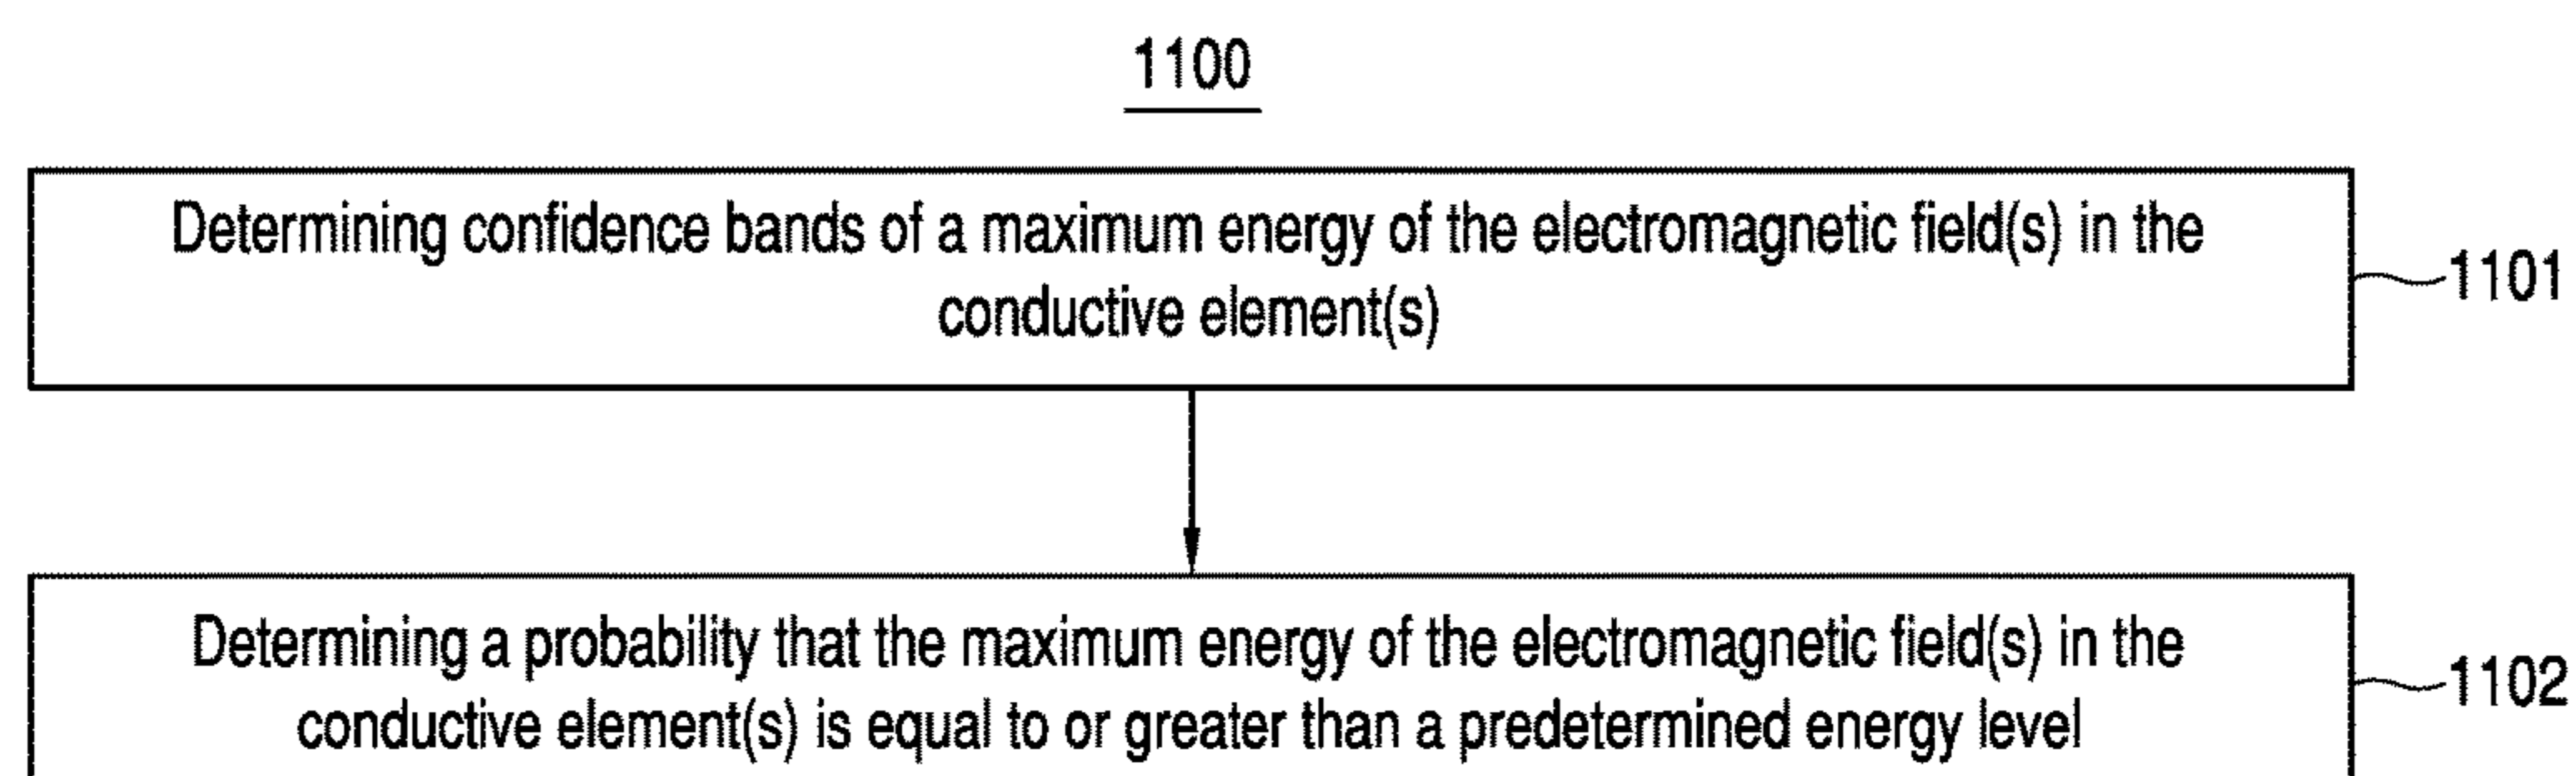 1100
Determining confidence bands of a maximum energy of the electromagnetic field(s) in the
conductive element(s)
1101
Determining a probability that the maximum energy of the electromagnetic field(s) in the
conductive element(s) is equal to or greater than a predetermined energy level
1102